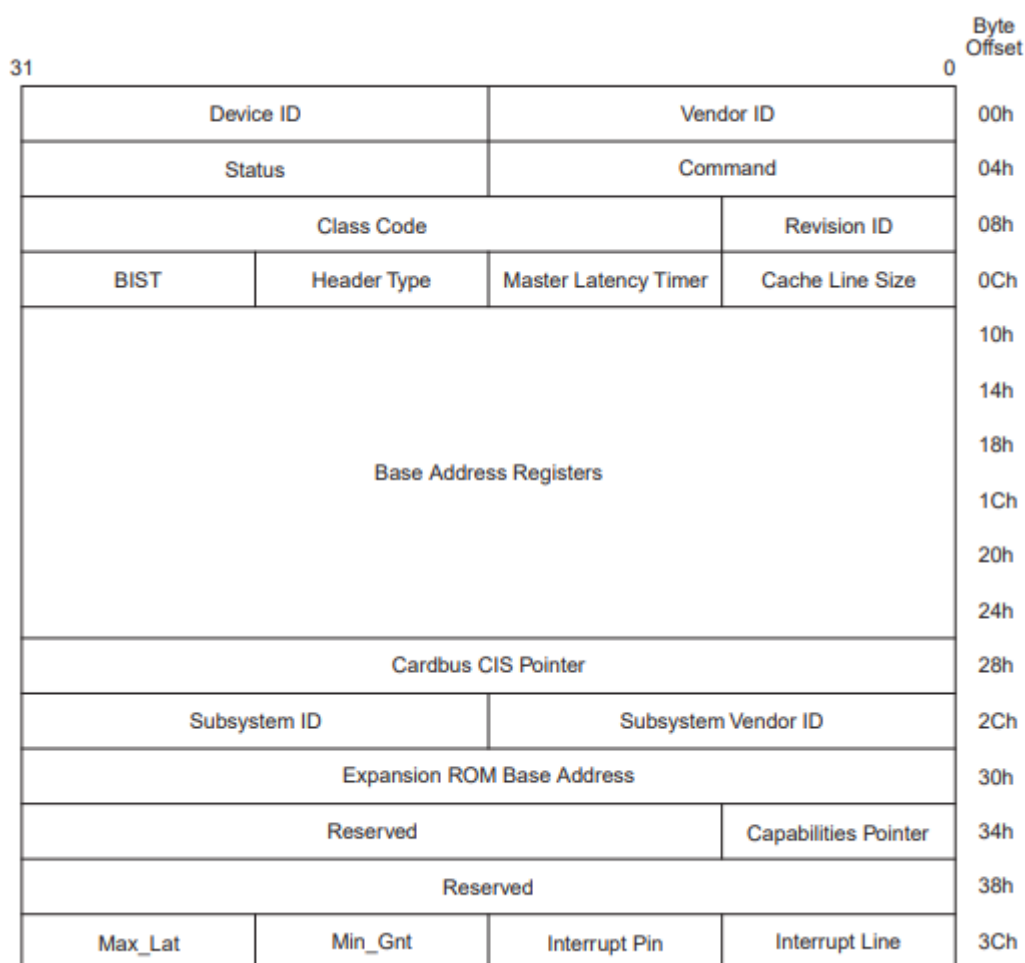 Byte
Offset
31 0
Device ID Vendor ID 00h
Status Command 04h
Class Code Revision ID 08h
BIST Header Type Master Latency Timer Cache Line Size 0Ch
10h
14h
18h
Base Address Registers
1Ch
20h
24h
Cardbus CIS Pointer 28h
Subsystem ID Subsystem Vendor ID 2Ch
Expansion ROM Base Address 30h
Reserved Capabilities Pointer 34h
Reserved 38h
Max_Lat Min_Gnt Interrupt Pin Interrupt Line 3Ch